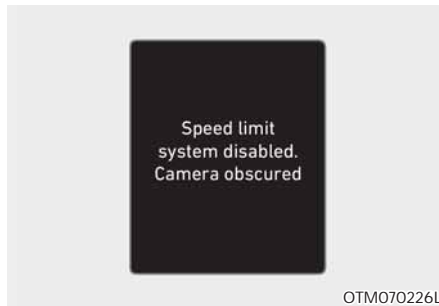 Speed limit
system disabled.
Camera obscured
OTM070226L